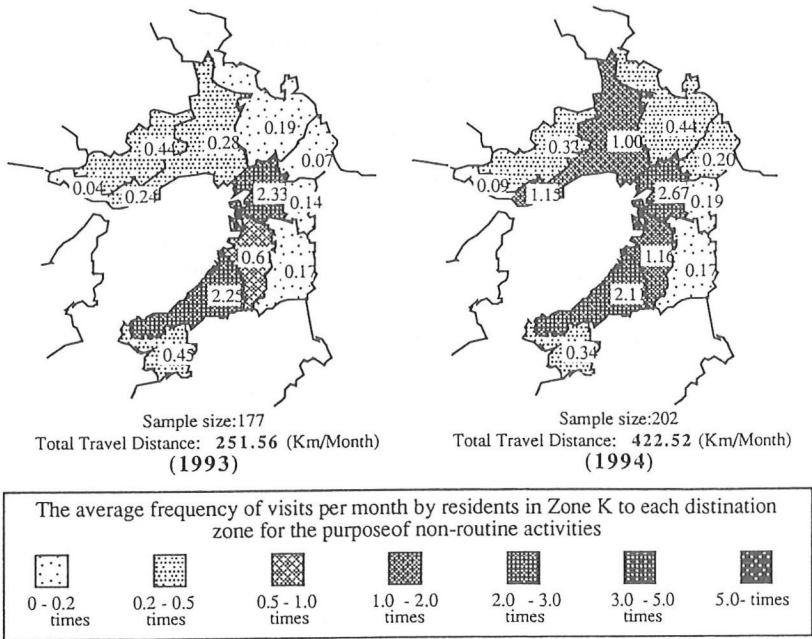 0.19
0.44
0.28
0.07
0.04
0.24
2.33
0.14
0.61
0.17
2.25
0.45
Sample size:177
Total Travel Distance: 251.56 (Km/Month)
(1993)
0.44
0.32
1.00
0.20
0.09
1.15
2.67
0.19
1.16
0.17
2.11
0.34
Sample size:202
Total Travel Distance: 422.52 (Km/Month)
(1994)
The average frequency of visits per month by residents in Zone K to each distination
zone for the purposeof non-routine activities
0 - 0.2 times
0.2 - 0.5 times
0.5 - 1.0 times
1.0 - 2.0 times
2.0 - 3.0 times
3.0 - 5.0 times
5.0- times